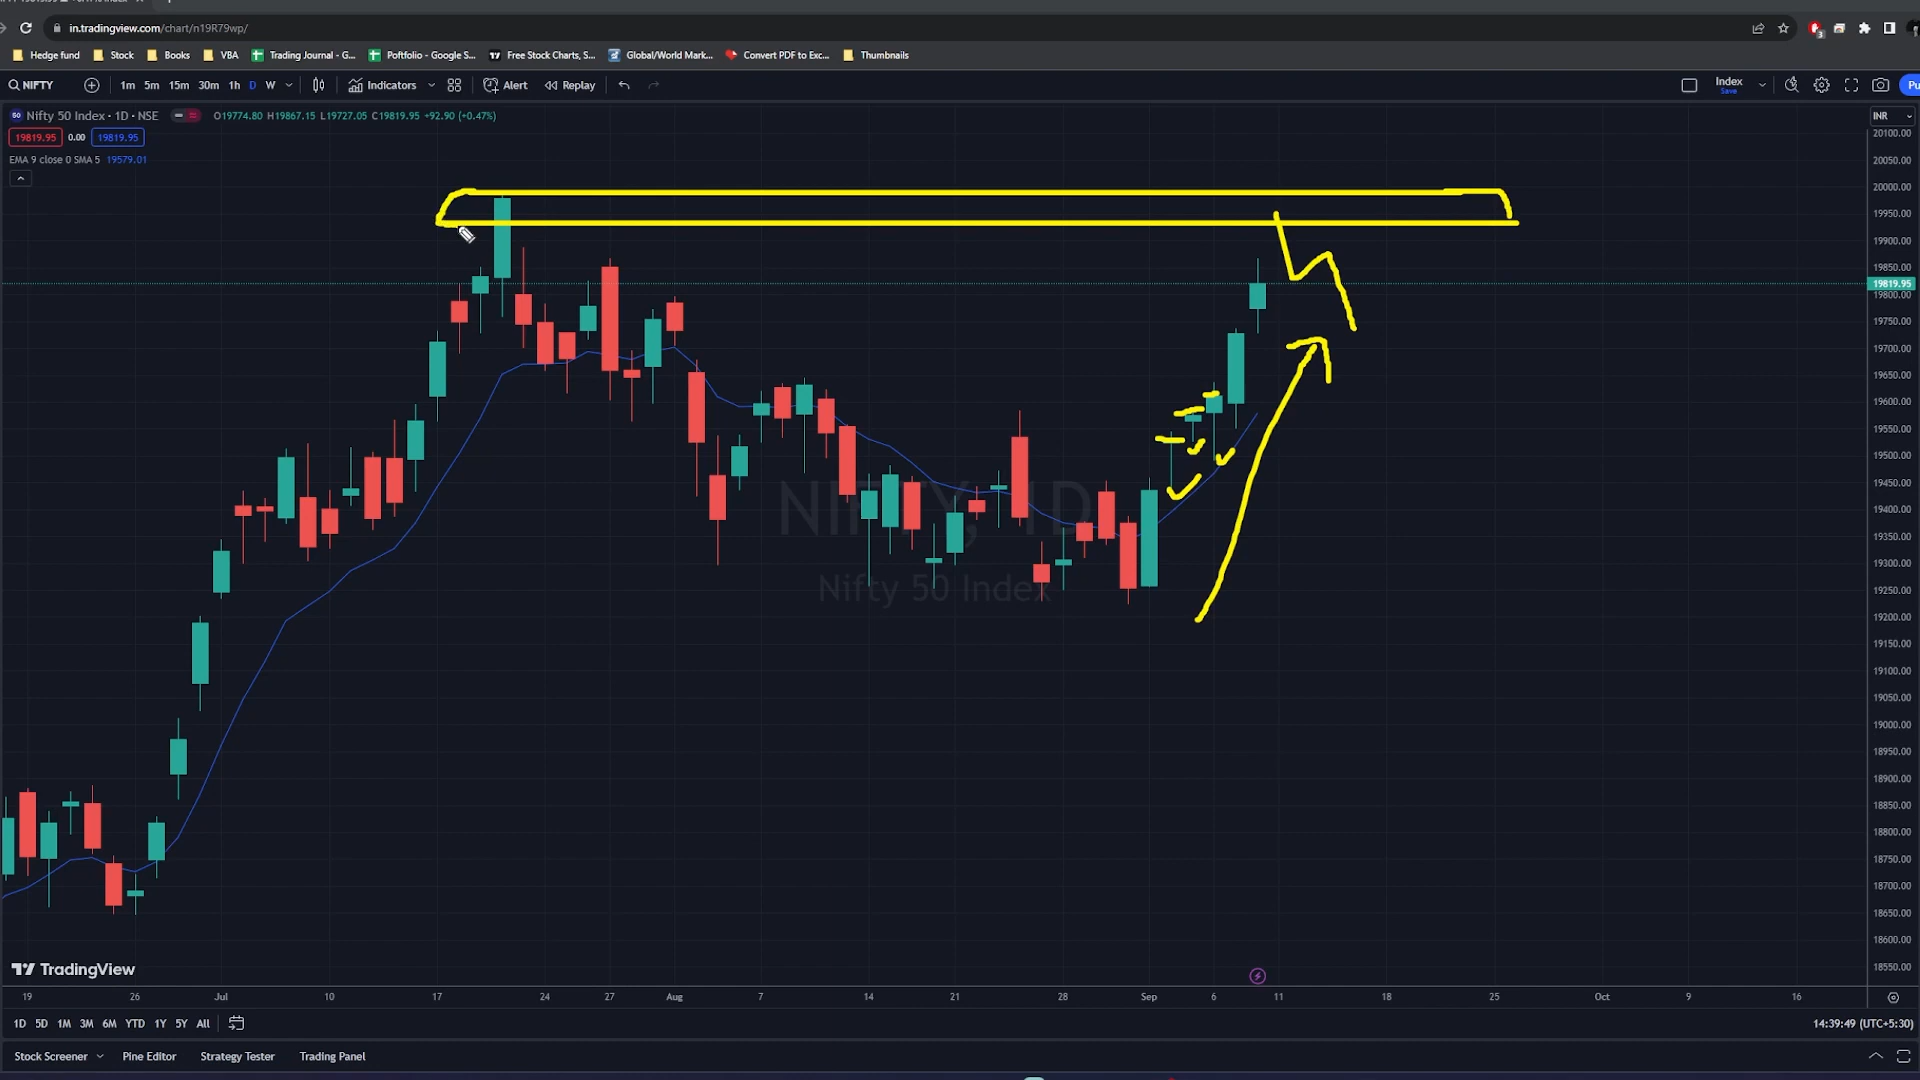 in.tradingview.com/chart/n19R79wp/
Hedge fund Stock Books VBA Trading Journal - G... Potfolio - Google S... Free Stock Charts, S... Global/World Mark... Convert PDF to Exc... Thumbnails
NIFTY 1m 5m 15m 30m 1h D W Indicators Alert Replay Index Save Pu
Nifty 50 Index · 1D · NSE O19774.80 H19867.15 L19727.05 C19819.95 +92.90 (+0.47%) INR
19819.95 0.00 19819.95
EMA 9 close 0 SMA 5 19579.01
20100.00
20050.00
20000.00
19950.00
19900.00
19850.00
19819.95
19800.00
19750.00
19700.00
19650.00
19600.00
19550.00
19500.00
19450.00
19400.00
19350.00
19300.00
19250.00
19200.00
19150.00
19100.00
19050.00
19000.00
18950.00
18900.00
18850.00
18800.00
18750.00
18700.00
18650.00
18600.00
18550.00
NIFTY, 1D
Nifty 50 Index
TradingView
19 26 Jul 10 17 24 27 Aug 7 14 21 28 Sep 6 11 18 25 Oct 9 16
1D 5D 1M 3M 6M YTD 1Y 5Y All 14:39:49 (UTC+5:30)
Stock Screener Pine Editor Strategy Tester Trading Panel